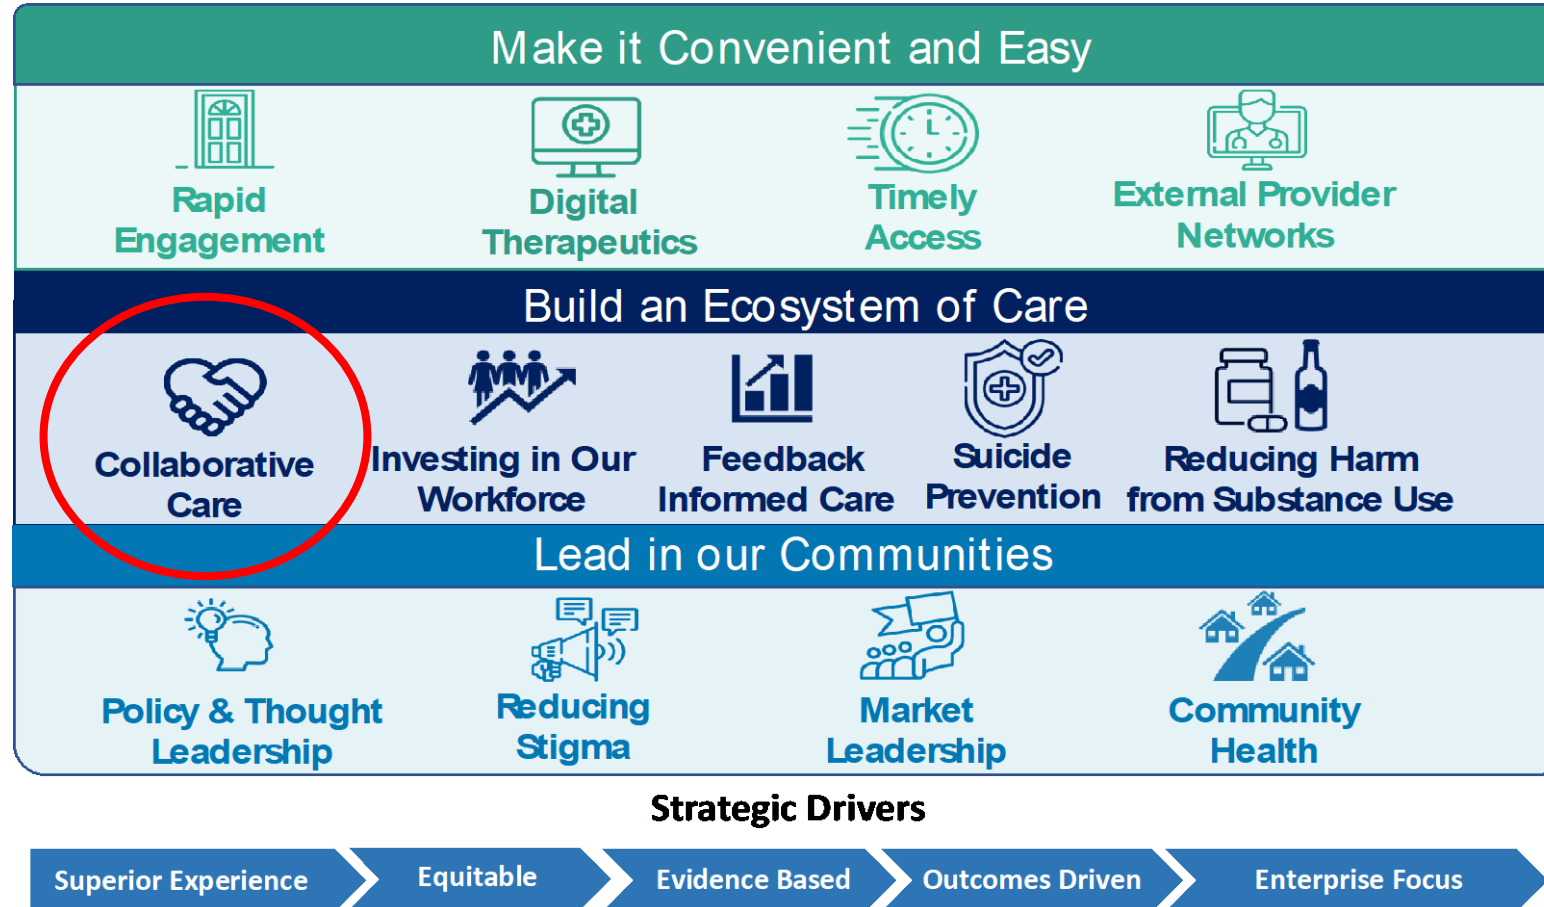 Make it Convenient and Easy
Rapid
Engagement
Digital
Therapeutics
Timely
Access
External Provider
Networks
Build an Ecosystem of Care
Collaborative
Care
Investing in Our
Workforce
Feedback
Informed Care
Suicide
Prevention
Reducing Harm
from Substance Use
Lead in our Communities
Policy & Thought
Leadership
Reducing
Stigma
Market
Leadership
Community
Health
Strategic Drivers
Superior Experience
Equitable
Evidence Based
Outcomes Driven
Enterprise Focus